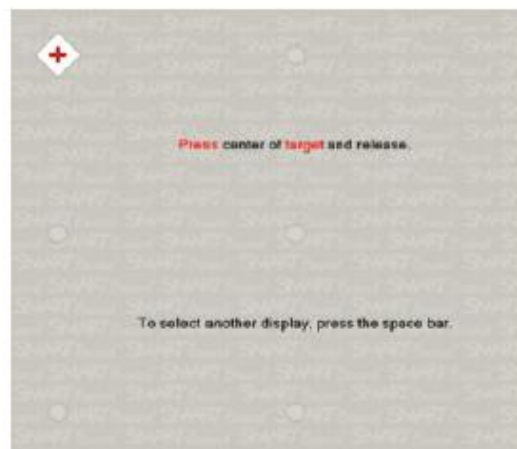 Press center of target and release.
To select another display, press the space bar.